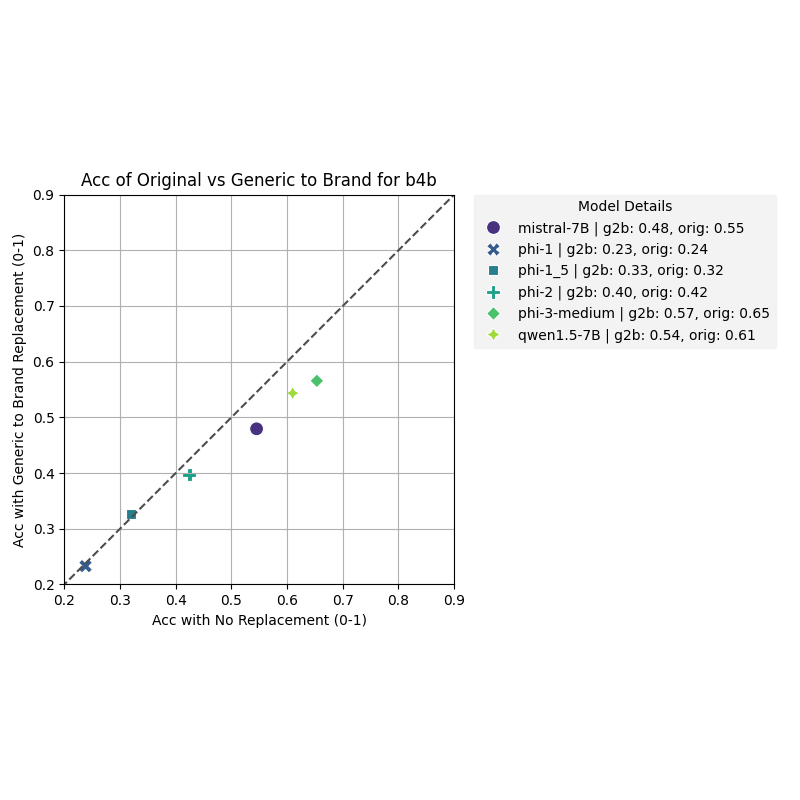 Acc of Original vs Generic to Brand for b4b
Acc with Generic to Brand Replacement (0-1)
0.9
0.8
0.7
0.6
0.5
0.4
0.3
0.2
0.2 0.3 0.4 0.5 0.6 0.7 0.8 0.9
Acc with No Replacement (0-1)
Model Details
mistral-7B | g2b: 0.48, orig: 0.55
phi-1 | g2b: 0.23, orig: 0.24
phi-1_5 | g2b: 0.33, orig: 0.32
phi-2 | g2b: 0.40, orig: 0.42
phi-3-medium | g2b: 0.57, orig: 0.65
qwen1.5-7B | g2b: 0.54, orig: 0.61